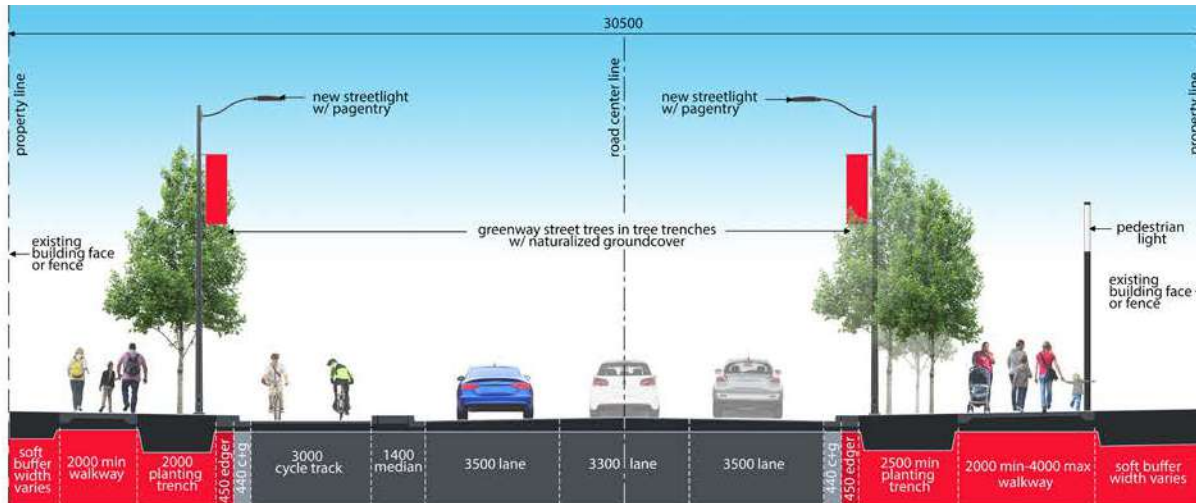 30500
property line
new streetlight
w/ pagentry
road center line
new streetlight
w/ pagentry
property line
greenway street trees in tree trenches
w/ naturalized groundcover
existing
building face
or fence
pedestrian
light
existing
building face
or fence
soft
buffer
width
varies
2000 min
walkway
2000
planting
trench
450 edger
440 c+g
3000
cycle track
1400
median
3500 lane
3300 lane
3500 lane
440 c+g
450 edger
2500 min
planting
trench
2000 min-4000 max
walkway
soft buffer
width varies